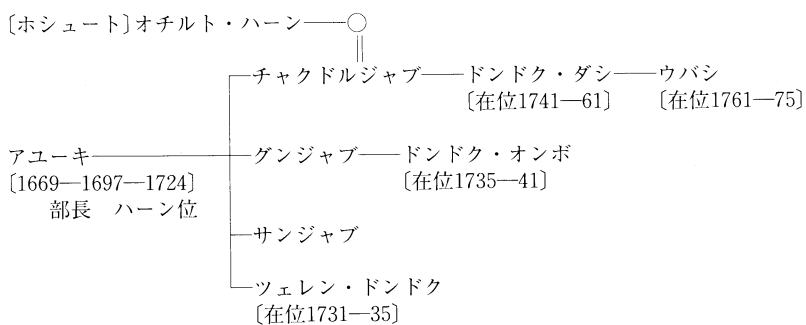 〔ホシュート〕オチルト・ハーン――○
チャクドルジャブ――ドンドク・ダシ――ウバシ
〔在位1741―61〕 〔在位1761―75〕
アユーキ――グンジャブ――ドンドク・オンボ
〔1669―1697―1724〕 〔在位1735―41〕
部長 ハーン位
サンジャブ
ツェレン・ドンドク
〔在位1731―35〕